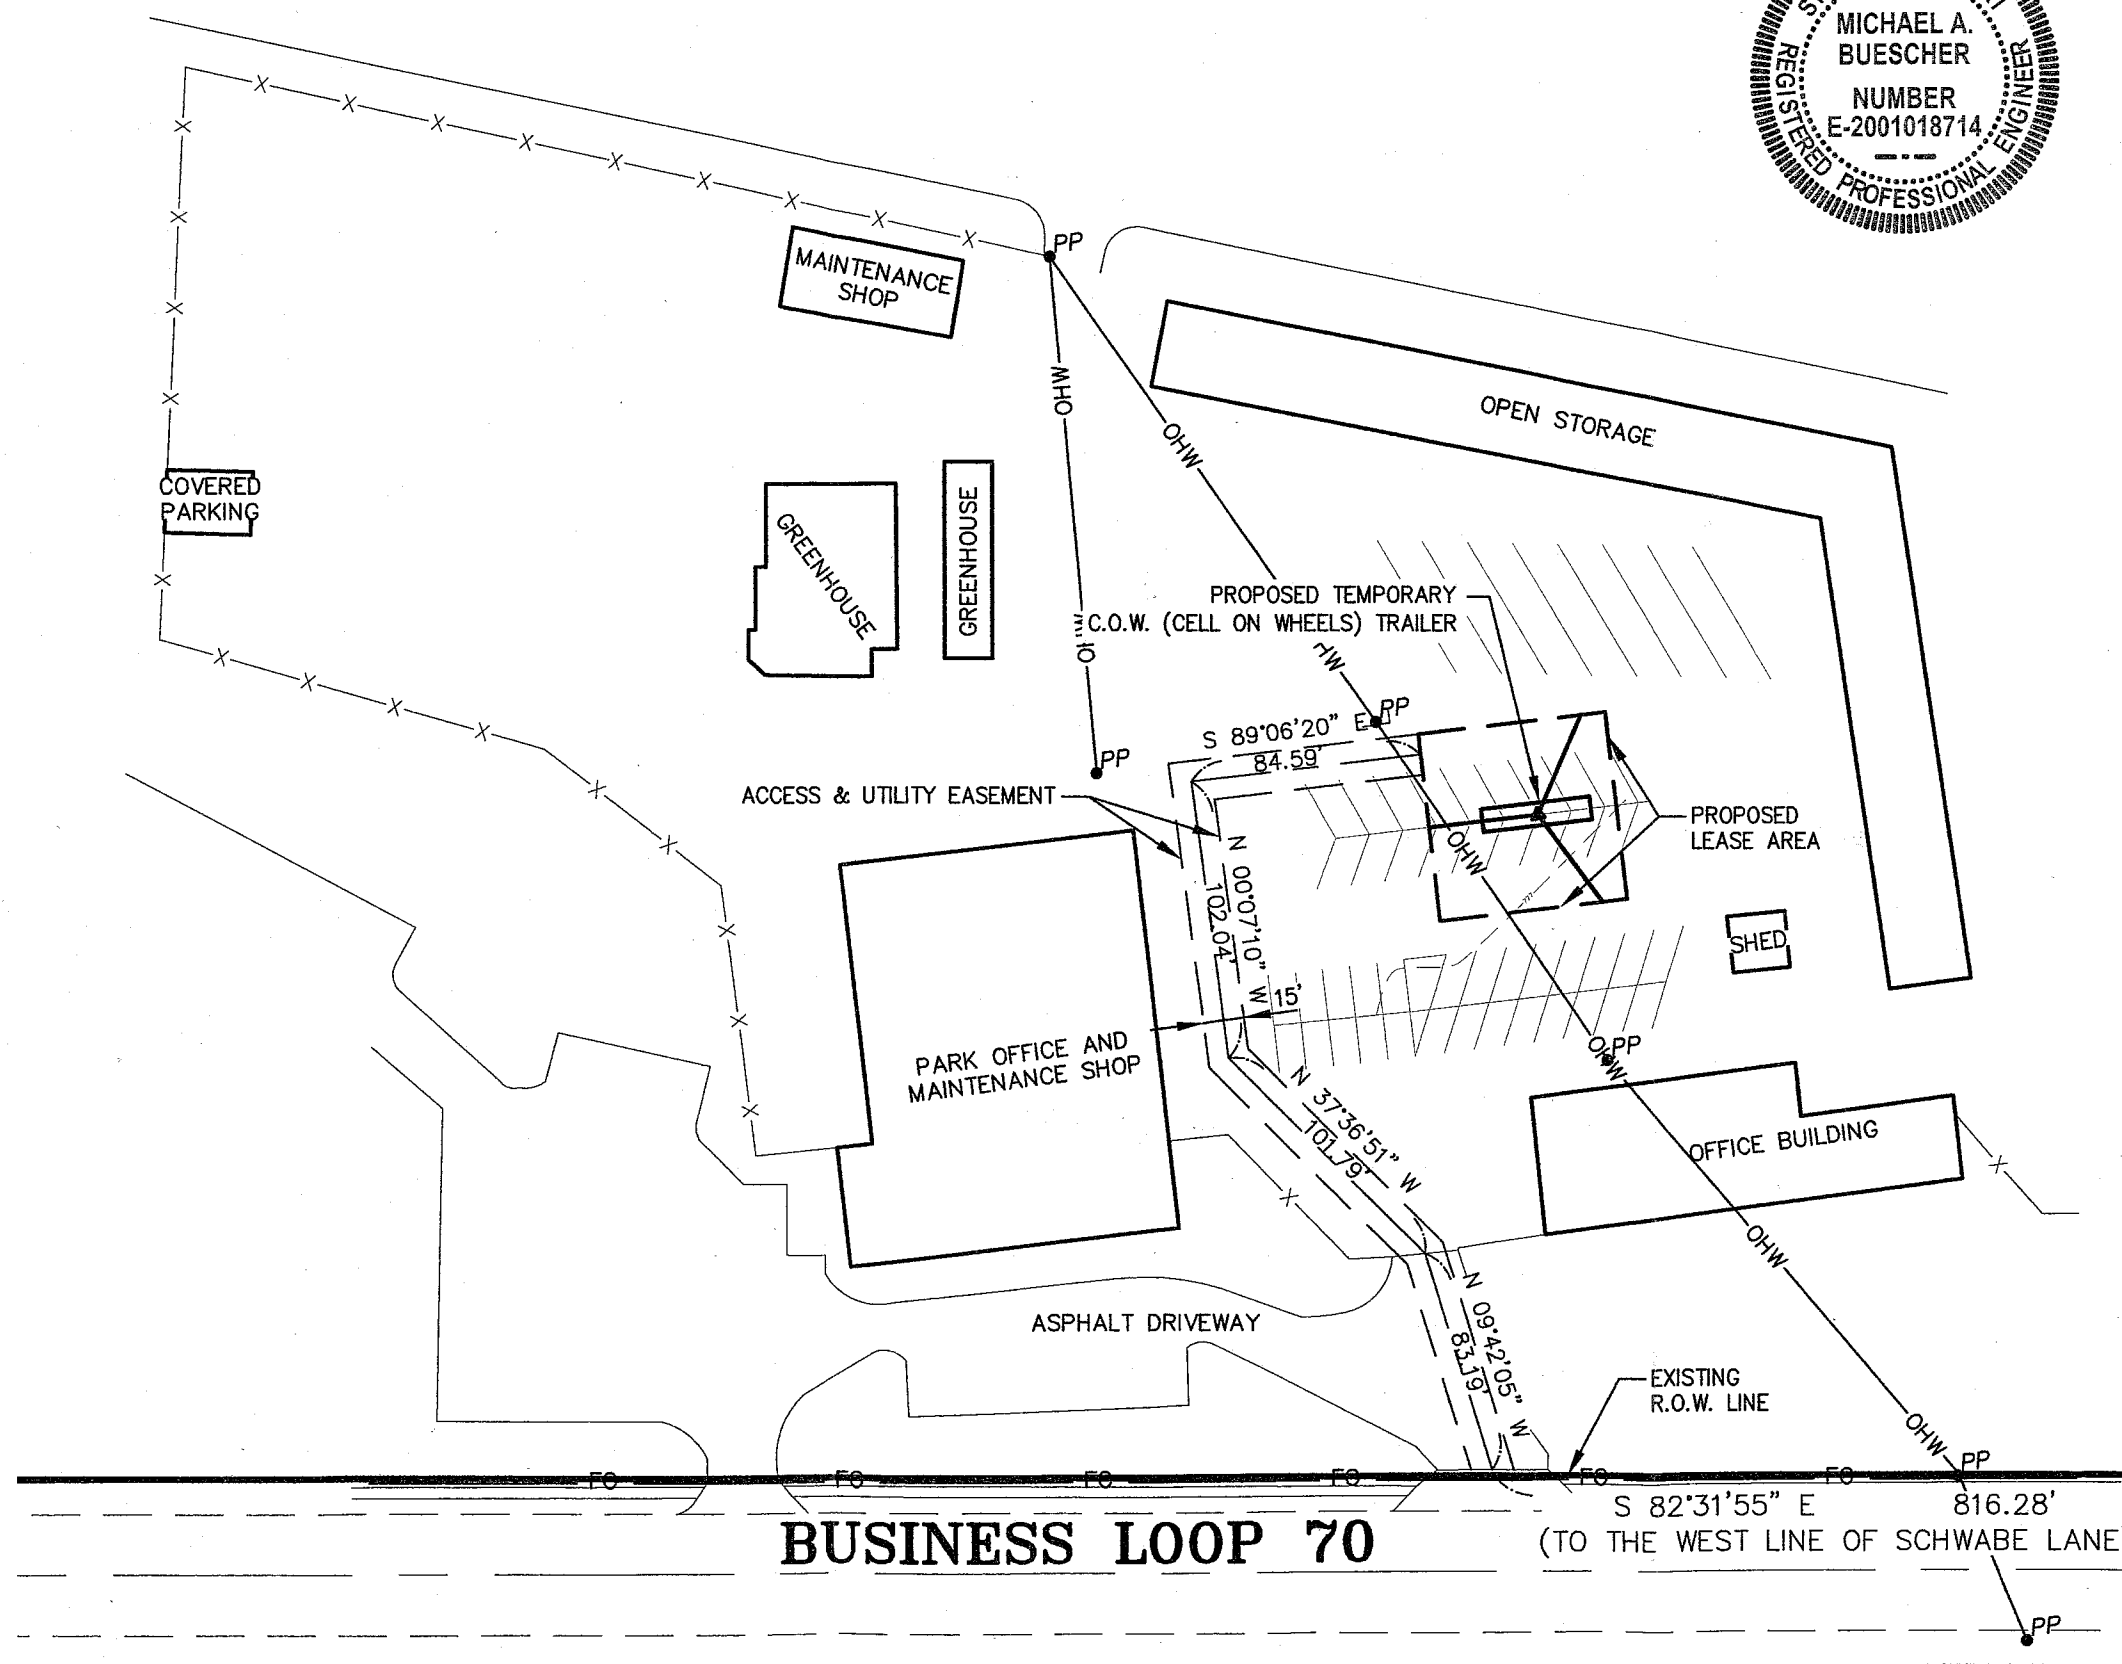 MICHAEL A.
BUESCHER
NUMBER
E-2001018714
REGISTERED PROFESSIONAL ENGINEER
PP
MAINTENANCE
SHOP
OHW
OHW
OPEN STORAGE
COVERED
PARKING
GREENHOUSE
GREENHOUSE
PROPOSED TEMPORARY
C.O.W. (CELL ON WHEELS) TRAILER
HW
PP
S 89°06'20" E
84.59'
PP
ACCESS & UTILITY EASEMENT
PROPOSED
LEASE AREA
OHW
N 00°07'10" W
102.04'
SHED
15'
PARK OFFICE AND
MAINTENANCE SHOP
OHW
PP
N 37°36'51" W
101.79'
OFFICE BUILDING
OHW
ASPHALT DRIVEWAY
N 09°42'05" W
83.19'
EXISTING
R.O.W. LINE
OHW
PP
FO FO FO FO FO FO
S 82°31'55" E 816.28'
BUSINESS LOOP 70
(TO THE WEST LINE OF SCHWABE LANE
PP